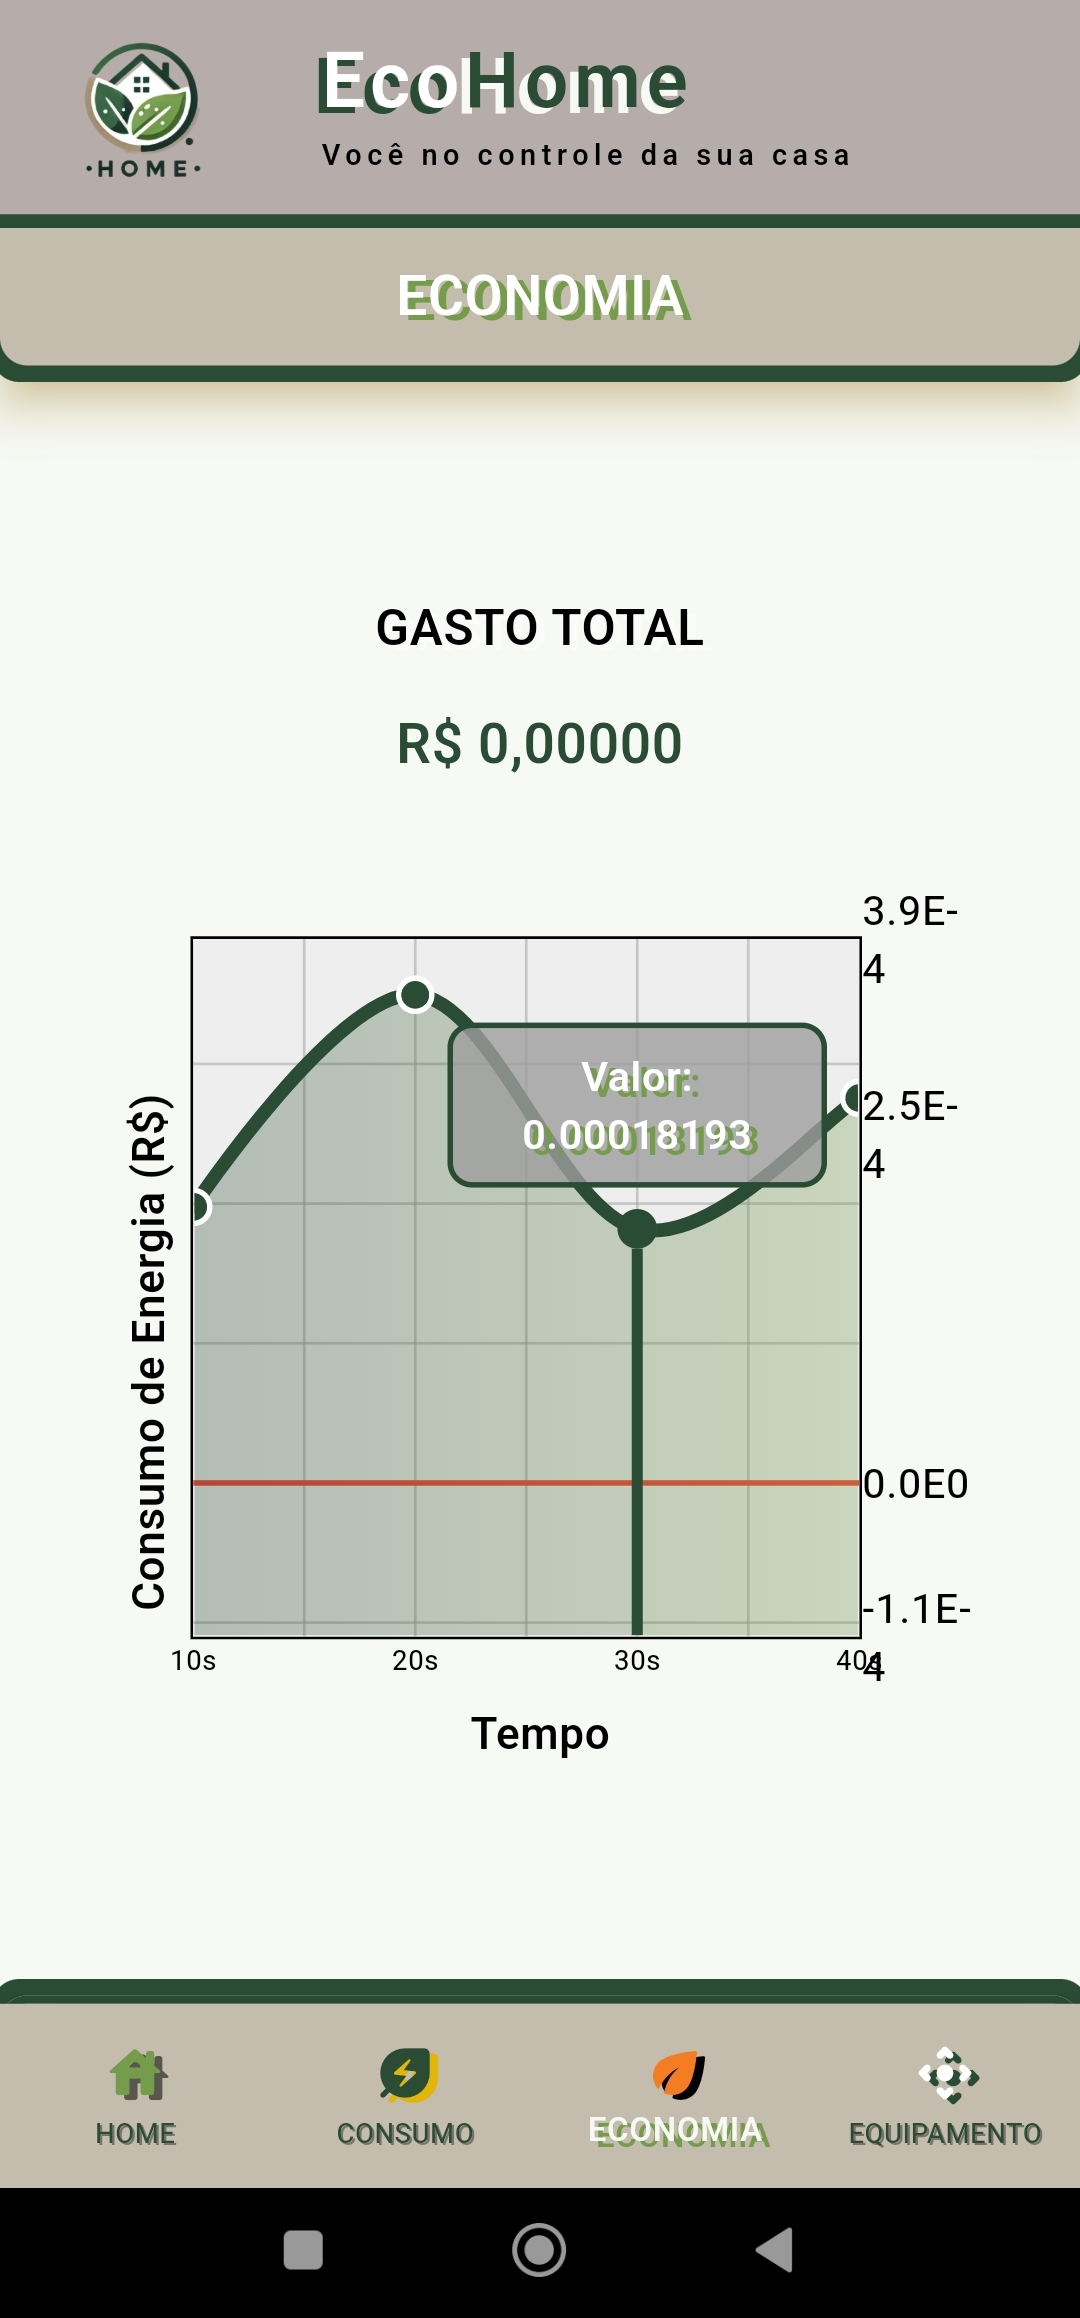 EcoHome
Você no controle da sua casa
·HOME·
ECONOMIA
GASTO TOTAL
R$ 0,00000
3.9E-
4
Valor:
0.00018193
2.5E-
4
Consumo de Energia (R$)
0.0E0
-1.1E-
4
10s 20s 30s 40s
Tempo
HOME CONSUMO ECONOMIA EQUIPAMENTO